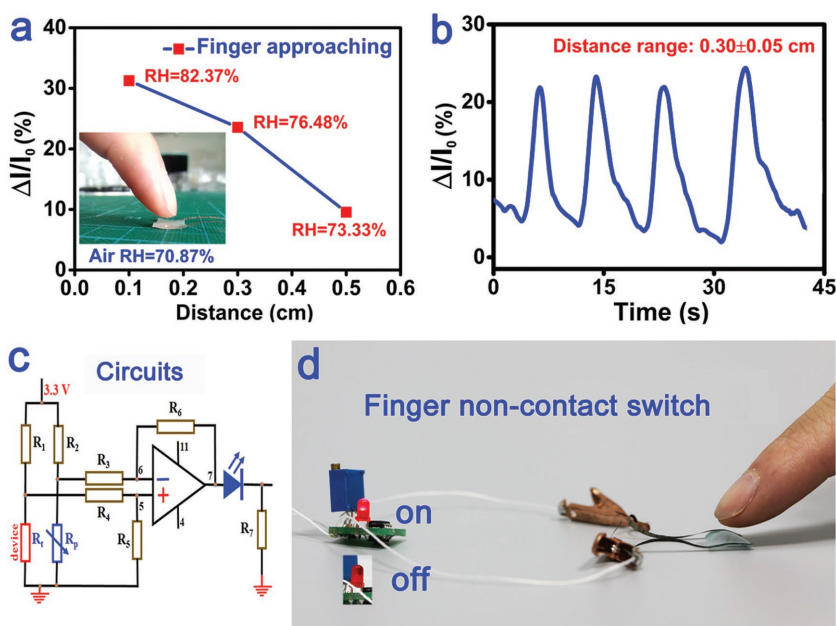 a
Finger approaching
ΔI/I0 (%)
40
30
20
10
0
RH=82.37%
RH=76.48%
RH=73.33%
Air RH=70.87%
0.0 0.1 0.2 0.3 0.4 0.5 0.6
Distance (cm)
b
Distance range: 0.30±0.05 cm
ΔI/I0 (%)
30
20
10
0
0 15 30 45
Time (s)
c
Circuits
3.3 V
R1
R2
R3
R4
R5
R6
R7
11
6
7
5
4
−
+
device
Rt
Rp
d
Finger non-contact switch
on
off